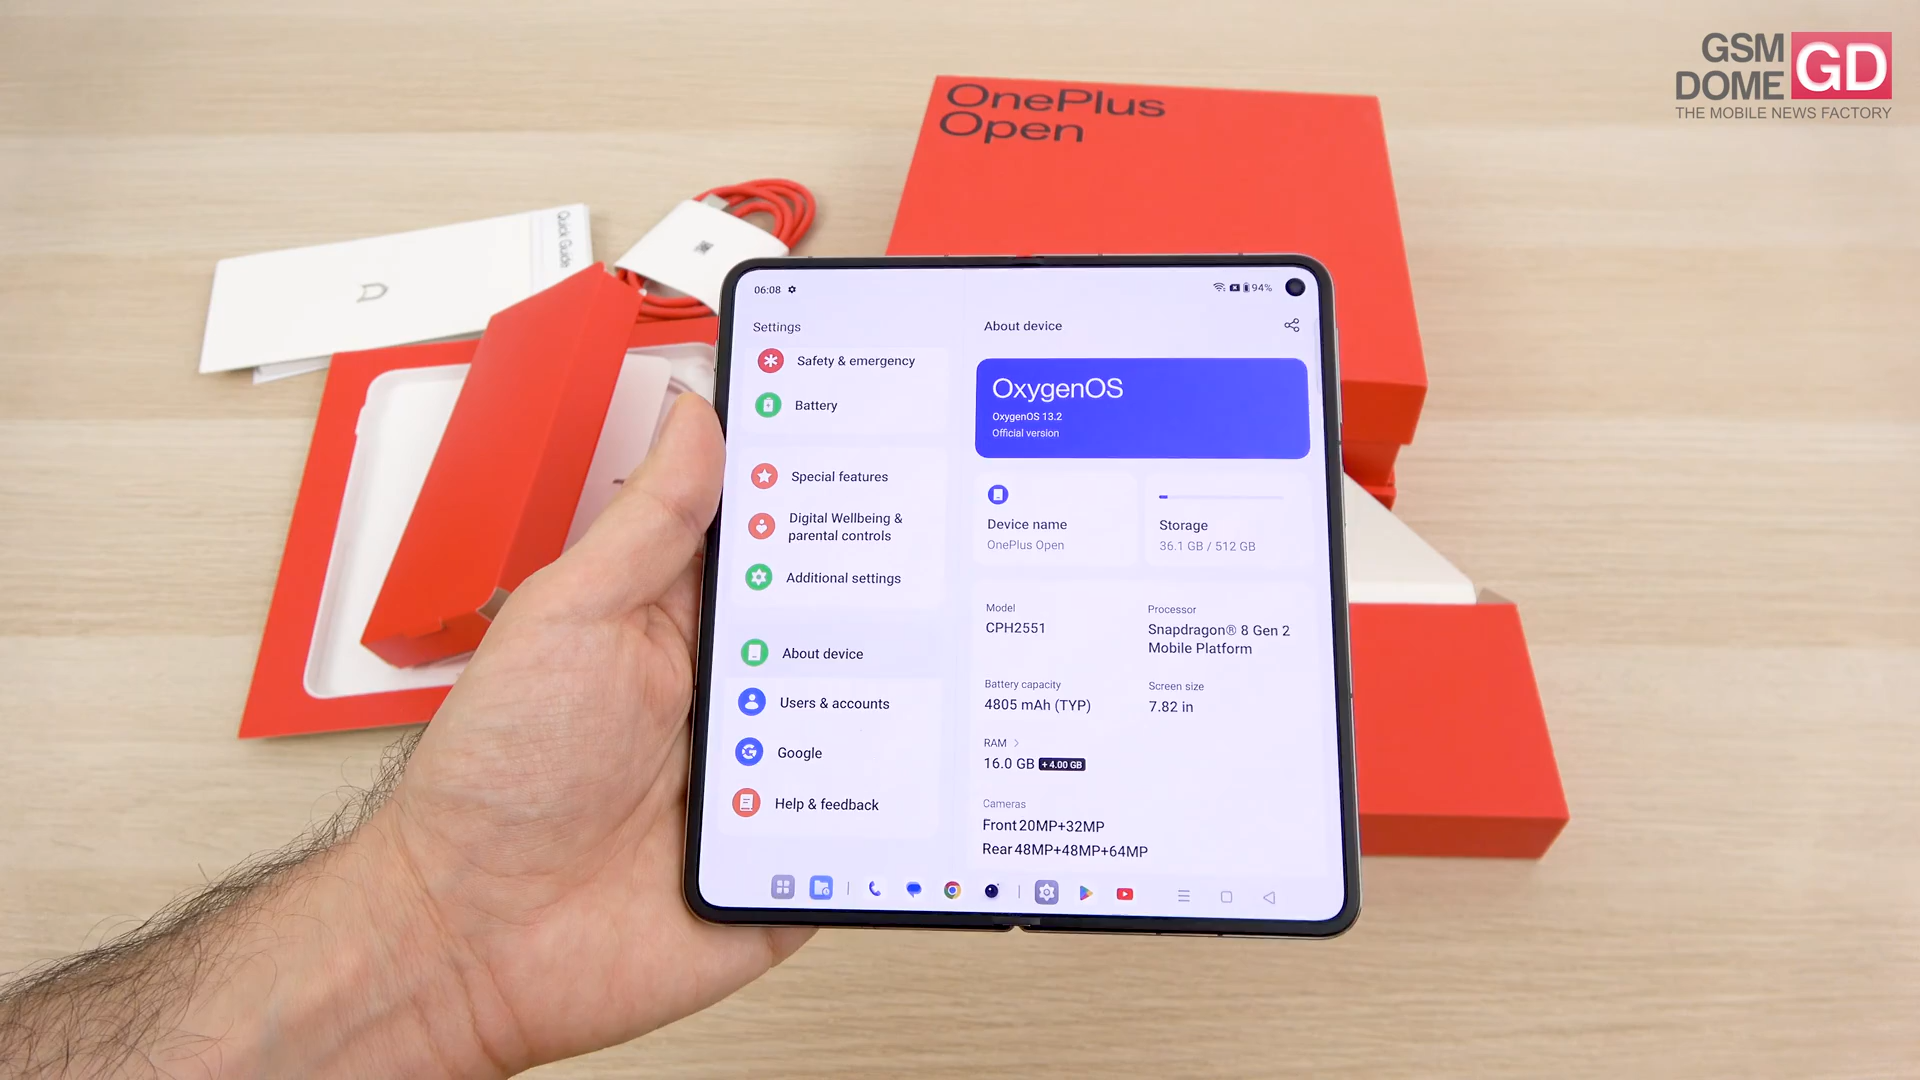 GSM
DOME
GD
THE MOBILE NEWS FACTORY
OnePlus
Open
Quick Guide
06:08
94%
Settings
Safety & emergency
Battery
Special features
Digital Wellbeing &
parental controls
Additional settings
About device
Users & accounts
Google
Help & feedback
About device
OxygenOS
OxygenOS 13.2
Official version
Device name
OnePlus Open
Storage
36.1 GB / 512 GB
Model
CPH2551
Processor
Snapdragon® 8 Gen 2
Mobile Platform
Battery capacity
4805 mAh (TYP)
Screen size
7.82 in
RAM >
16.0 GB + 4.00 GB
Cameras
Front 20MP+32MP
Rear 48MP+48MP+64MP